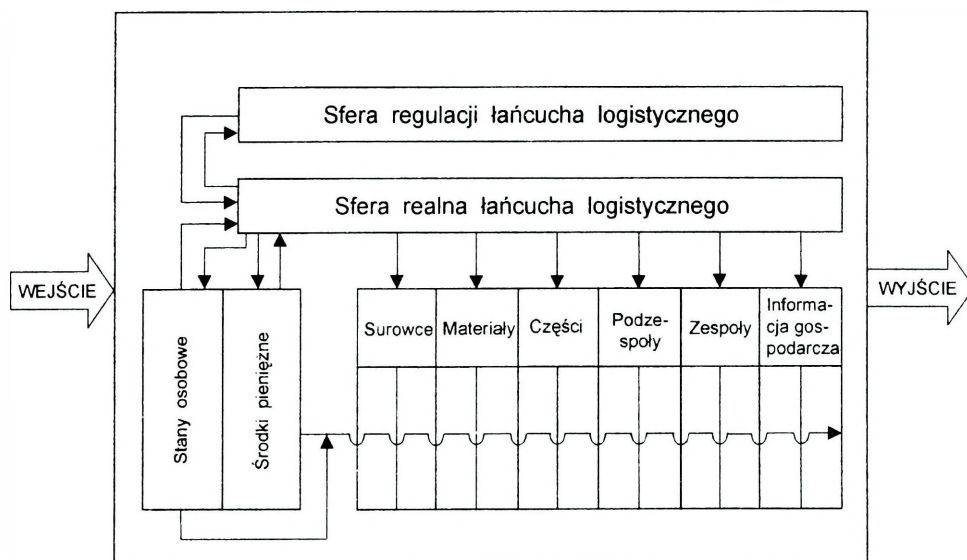 Sfera regulacji łańcucha logistycznego
Sfera realna łańcucha logistycznego
WEJŚCIE
WYJŚCIE
Stany osobowe
Środki pieniężne
Surowce
Materiały
Części
Podze-
społy
Zespoły
Informa-
cja gos-
podarcza